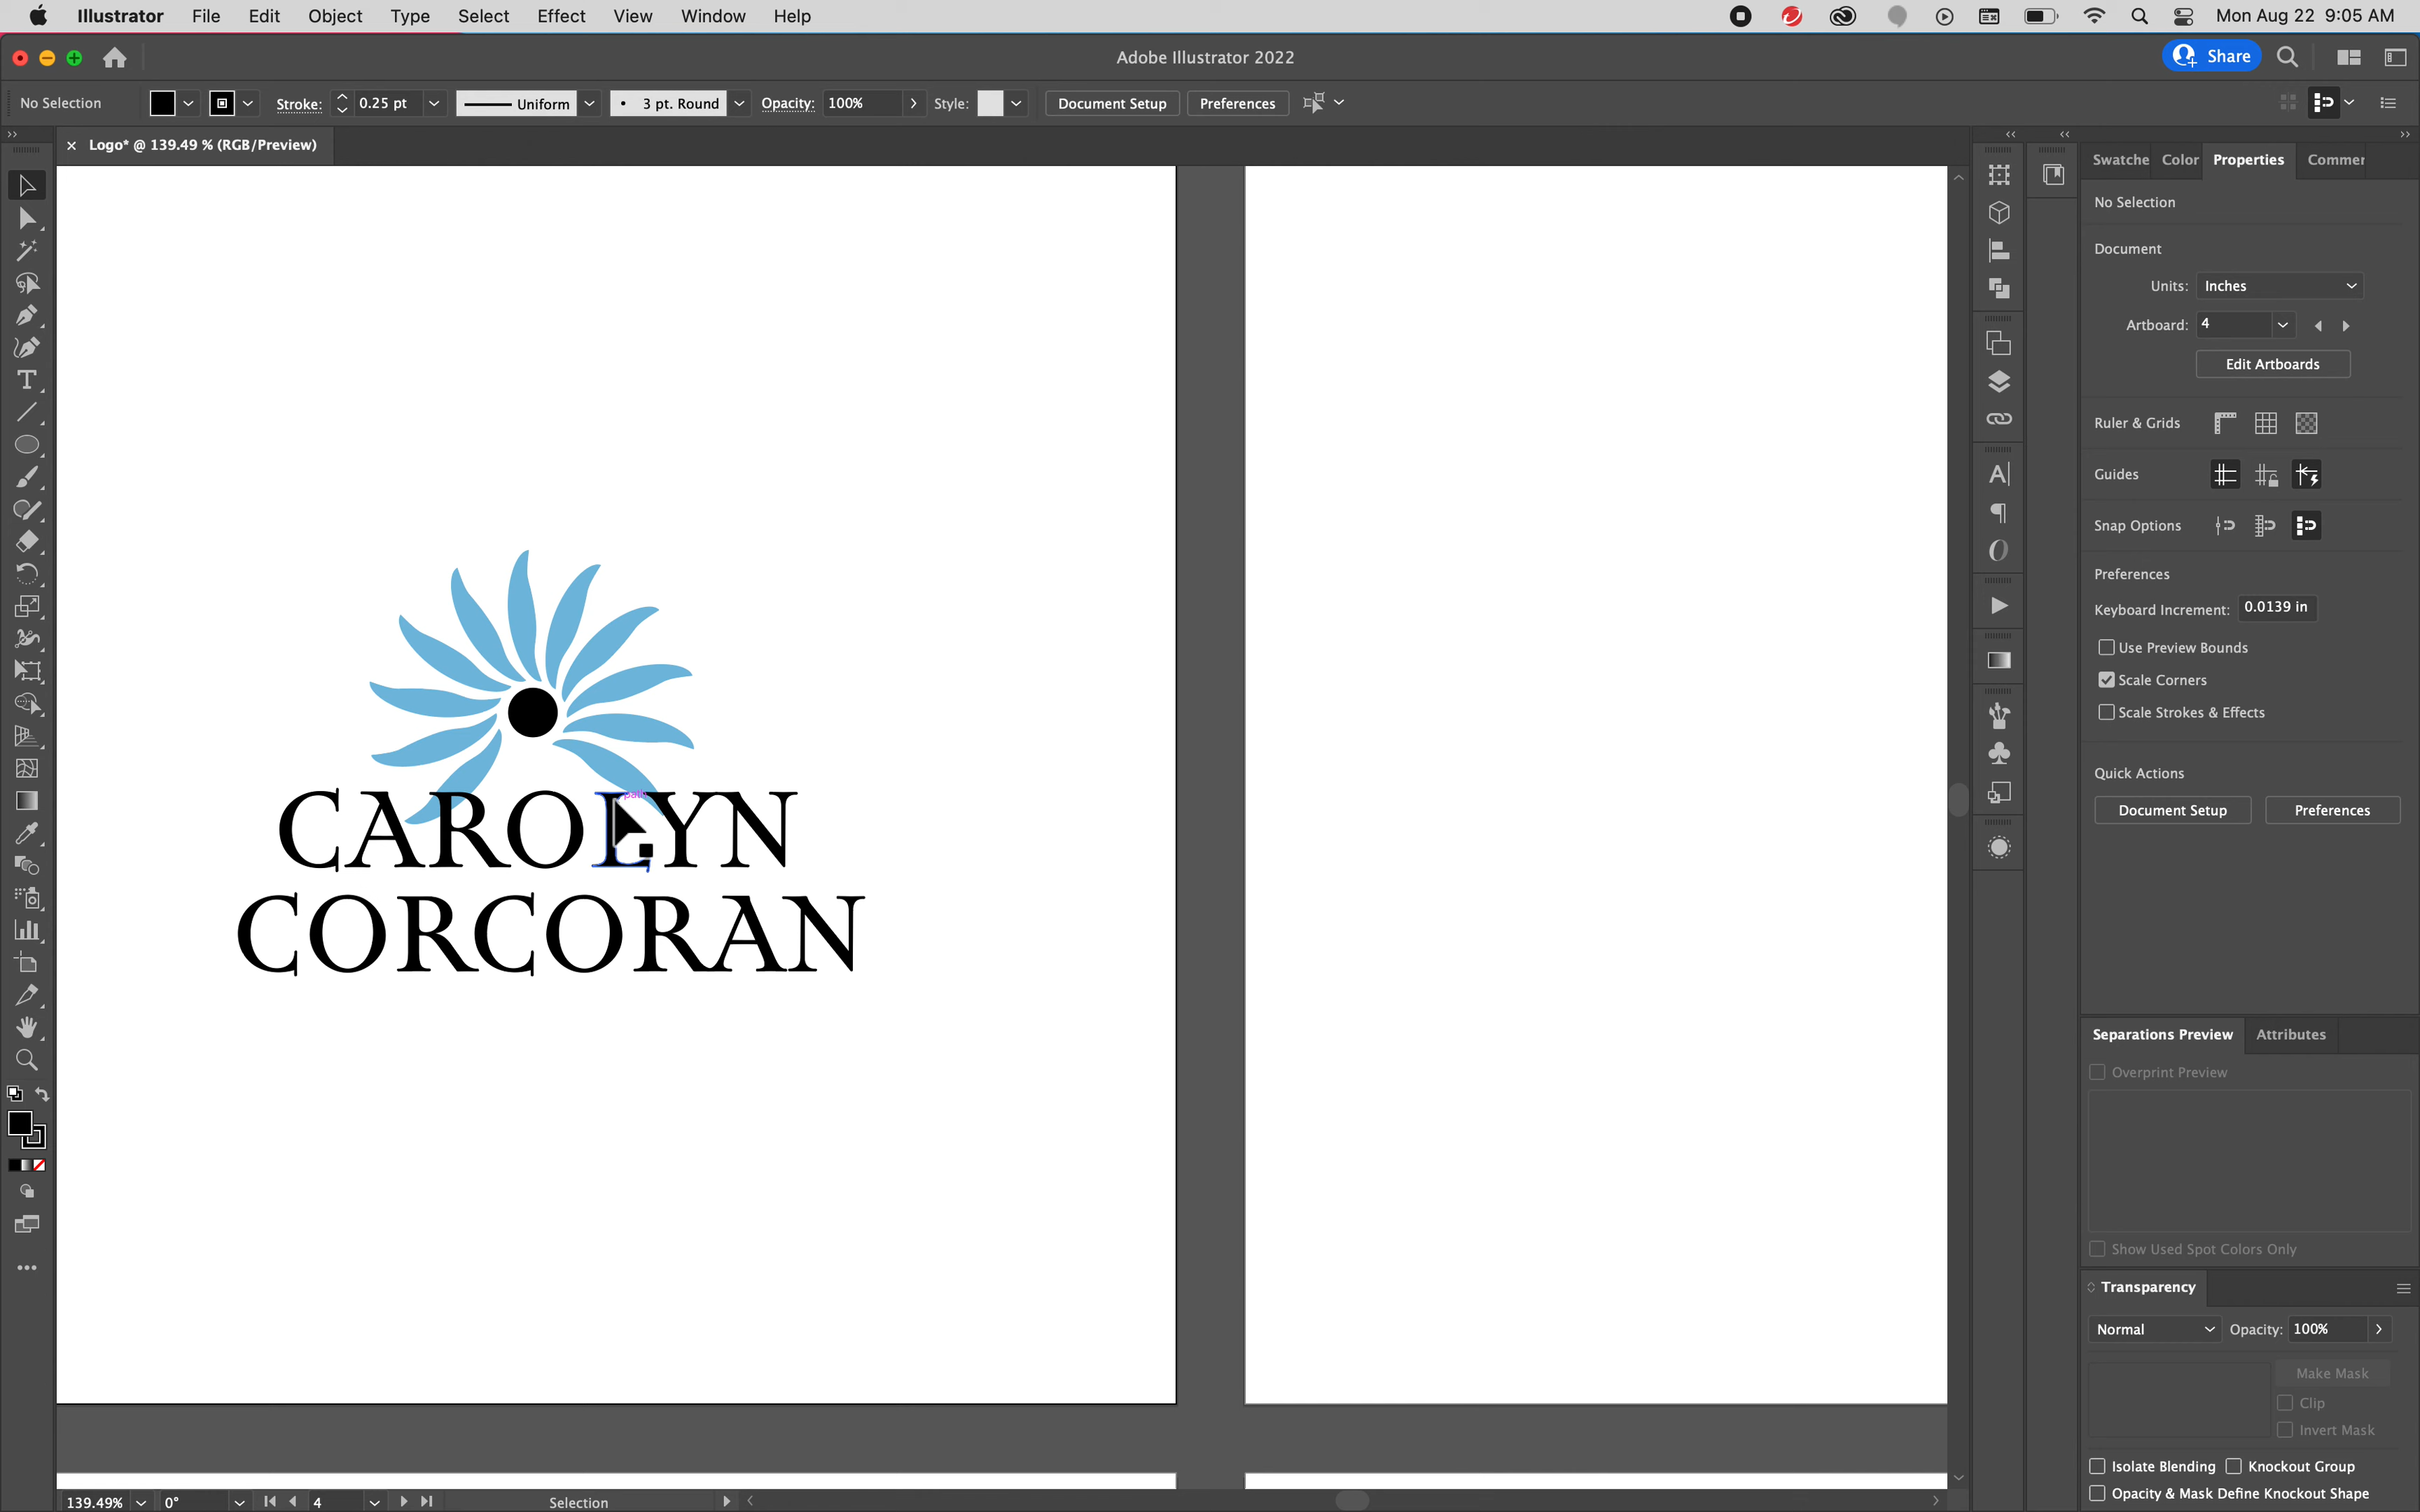 Illustrator File Edit Object Type Select Effect View Window Help Mon Aug 22 9:05 AM
Adobe Illustrator 2022 Share
No Selection Stroke: 0.25 pt Uniform 3 pt. Round Opacity: 100% Style: Document Setup Preferences
Logo* @ 139.49 % (RGB/Preview)
Swatche Color Properties Commer
No Selection
Document
Units: Inches
Artboard: 4
Edit Artboards
Ruler & Grids
Guides
Snap Options
Preferences
Keyboard Increment: 0.0139 in
Use Preview Bounds
Scale Corners
Scale Strokes & Effects
Quick Actions
Document Setup Preferences
path
CAROLYN
CORCORAN
Separations Preview Attributes
Overprint Preview
Show Used Spot Colors Only
Transparency
Normal Opacity: 100%
Make Mask
Clip
Invert Mask
Isolate Blending Knockout Group
Opacity & Mask Define Knockout Shape
139.49% 0° 4 Selection